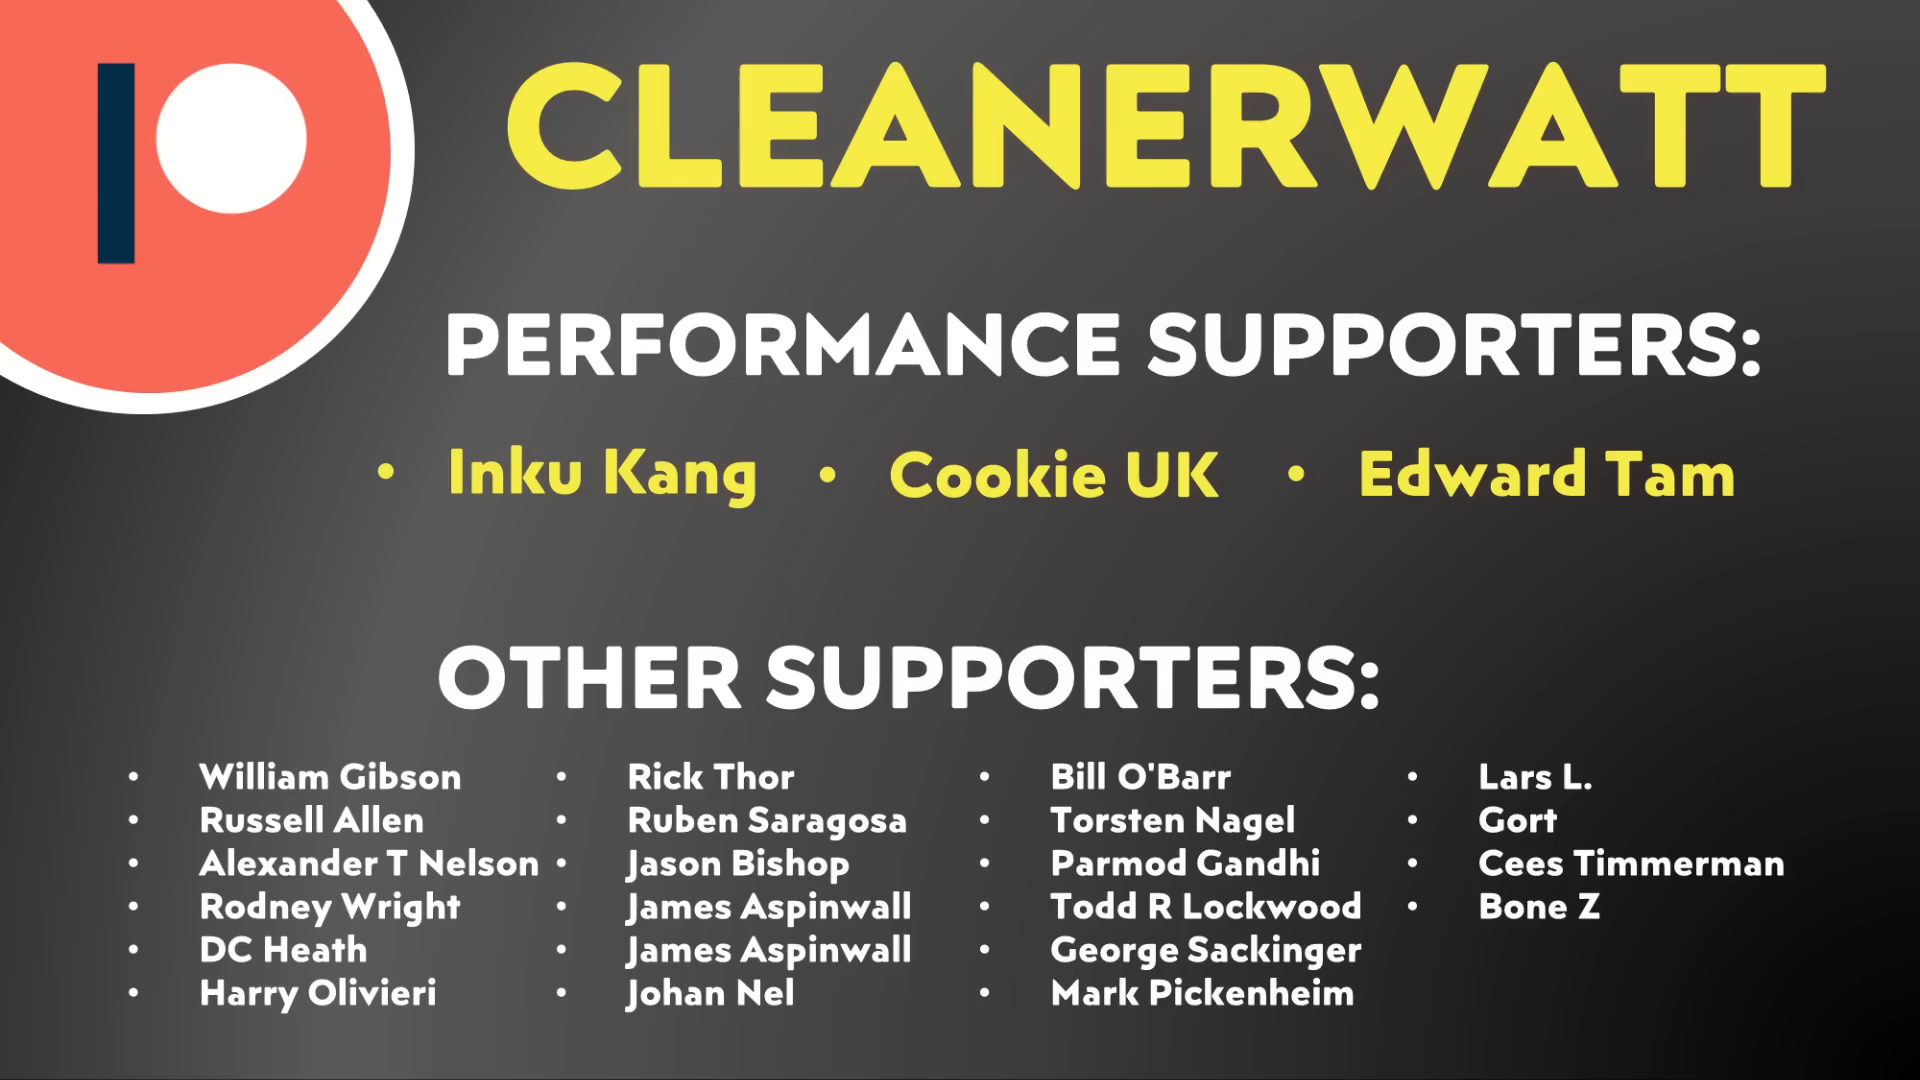 CLEANERWATT
PERFORMANCE SUPPORTERS:
• Inku Kang • Cookie UK • Edward Tam
OTHER SUPPORTERS:
• William Gibson
• Russell Allen
• Alexander T Nelson
• Rodney Wright
• DC Heath
• Harry Olivieri
• Rick Thor
• Ruben Saragosa
• Jason Bishop
• James Aspinwall
• James Aspinwall
• Johan Nel
• Bill O'Barr
• Torsten Nagel
• Parmod Gandhi
• Todd R Lockwood
• George Sackinger
• Mark Pickenheim
• Lars L.
• Gort
• Cees Timmerman
• Bone Z